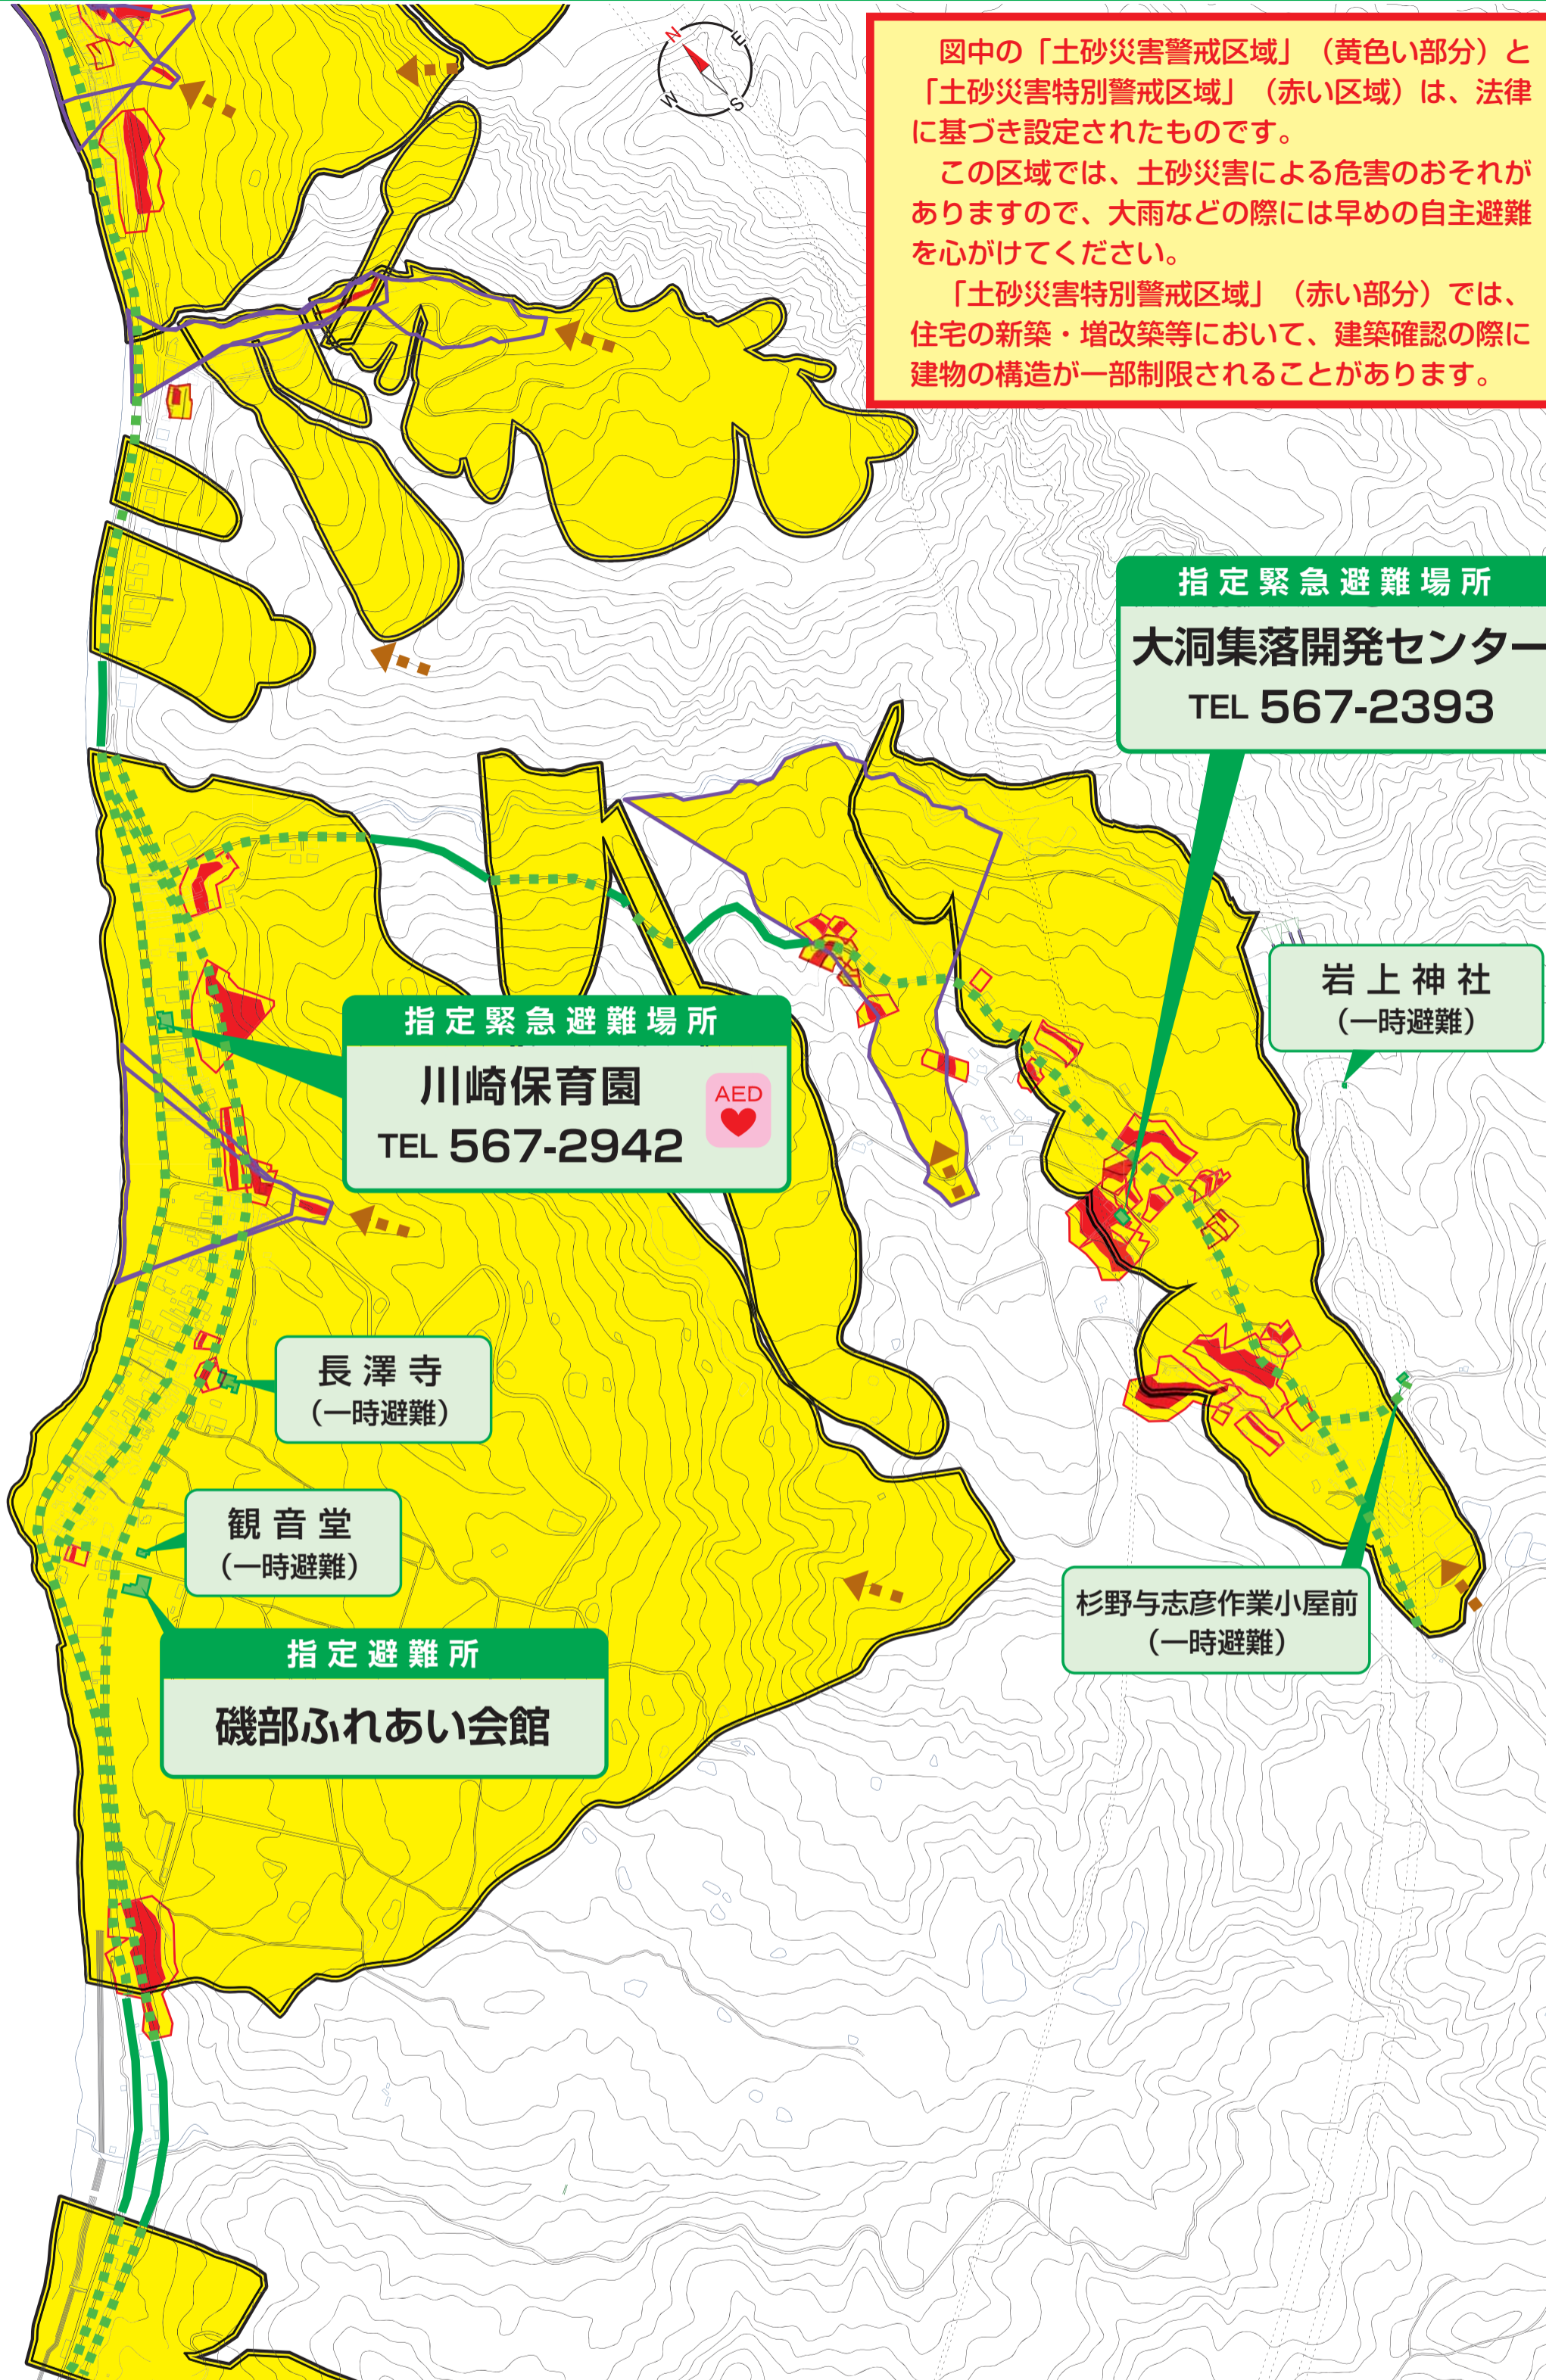 N
E
W
S
図中の「土砂災害警戒区域」（黄色い部分）と
「土砂災害特別警戒区域」（赤い区域）は、法律
に基づき設定されたものです。
この区域では、土砂災害による危害のおそれが
ありますので、大雨などの際には早めの自主避難
を心がけてください。
「土砂災害特別警戒区域」（赤い部分）では、
住宅の新築・増改築等において、建築確認の際に
建物の構造が一部制限されることがあります。
指定緊急避難場所
大洞集落開発センター
TEL 567-2393
岩上神社
（一時避難）
指定緊急避難場所
川崎保育園
TEL 567-2942
AED
長澤寺
（一時避難）
観音堂
（一時避難）
杉野与志彦作業小屋前
（一時避難）
指定避難所
磯部ふれあい会館